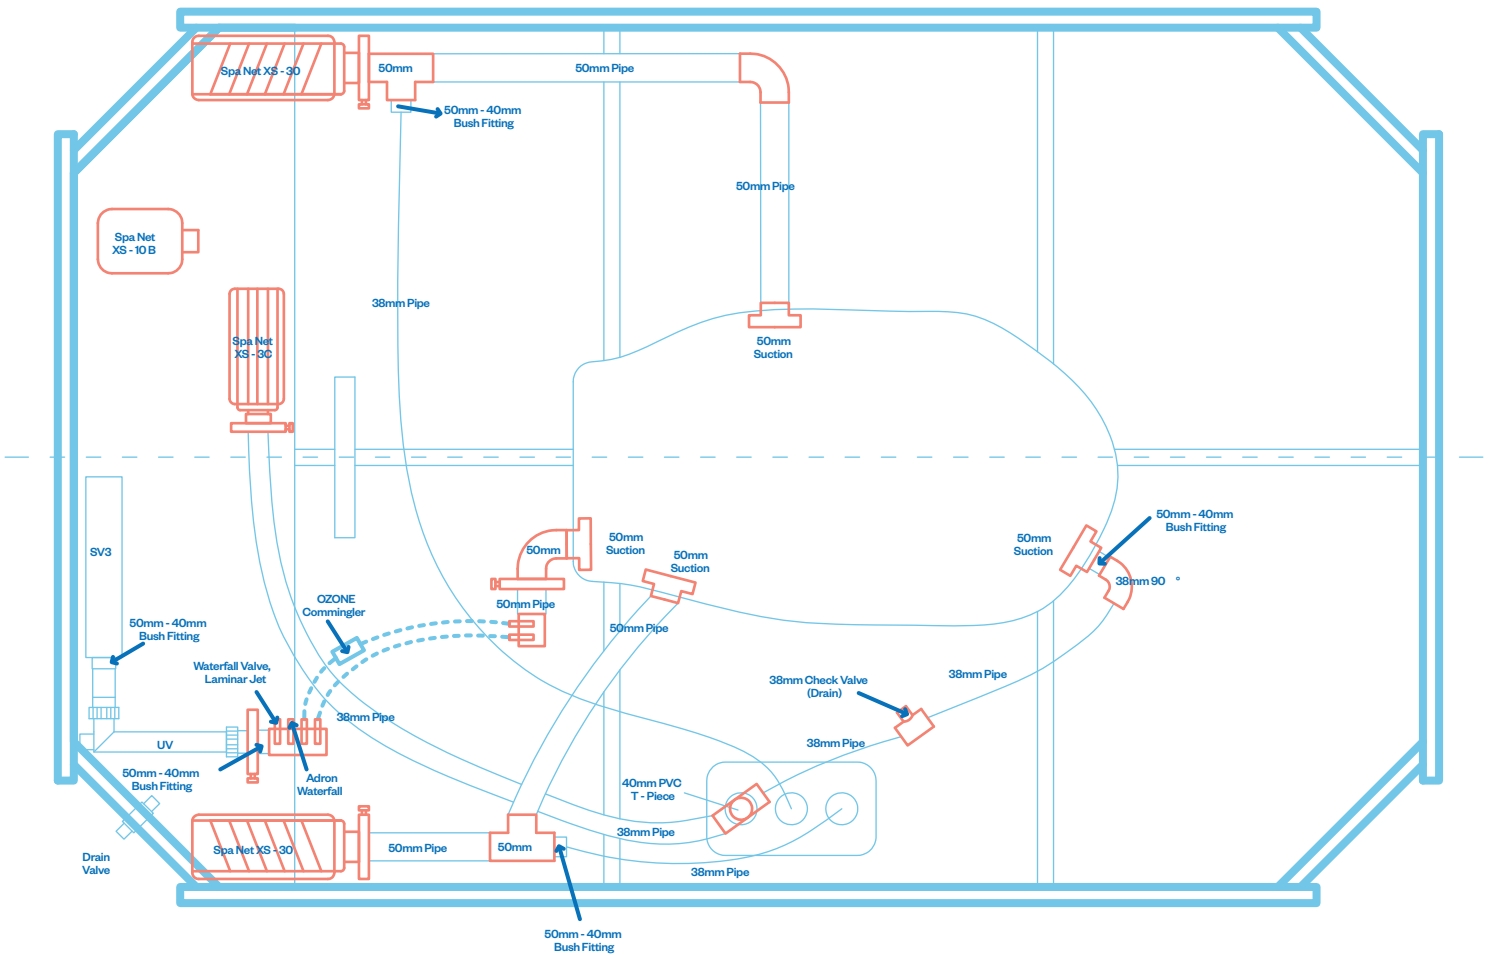 Spa Net XS - 30
50mm
50mm Pipe
50mm - 40mm
Bush Fitting
50mm Pipe
Spa Net
XS - 10 B
38mm Pipe
Spa Net
XS - 3C
50mm
Suction
50mm - 40mm
Bush Fitting
50mm
Suction
50mm
50mm
Suction
50mm
Suction
SV3
38mm 90 °
OZONE
Commingler
50mm Pipe
50mm - 40mm
Bush Fitting
50mm Pipe
Waterfall Valve,
Laminar Jet
38mm Pipe
38mm Check Valve
(Drain)
38mm Pipe
UV
38mm Pipe
50mm - 40mm
Bush Fitting
Adron
Waterfall
40mm PVC
T - Piece
38mm Pipe
Spa Net XS - 30
50mm Pipe
50mm
Drain
Valve
38mm Pipe
50mm - 40mm
Bush Fitting